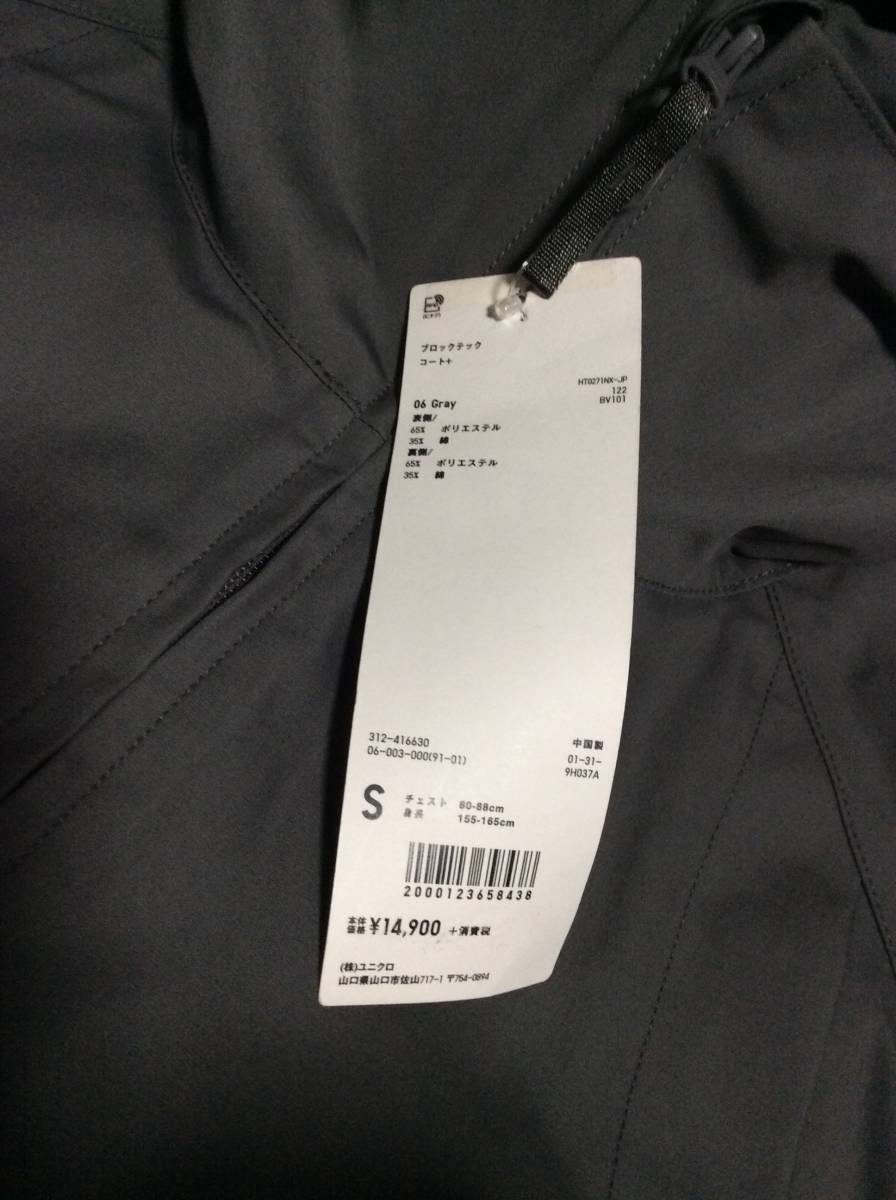 ブロックテック
コート+
HT0271NX-JP
122
BV101
06 Gray
表側/
65% ポリエステル
35% 綿
裏側/
65% ポリエステル
35% 綿
312-416630
06-003-000(91-01)
中国製
01-31-
9H037A
S
チェスト 80-88cm
身長 155-165cm
2000123658438
本体
価格 ¥14,900 +消費税
(株)ユニクロ
山口県山口市佐山717-1 〒754-0894